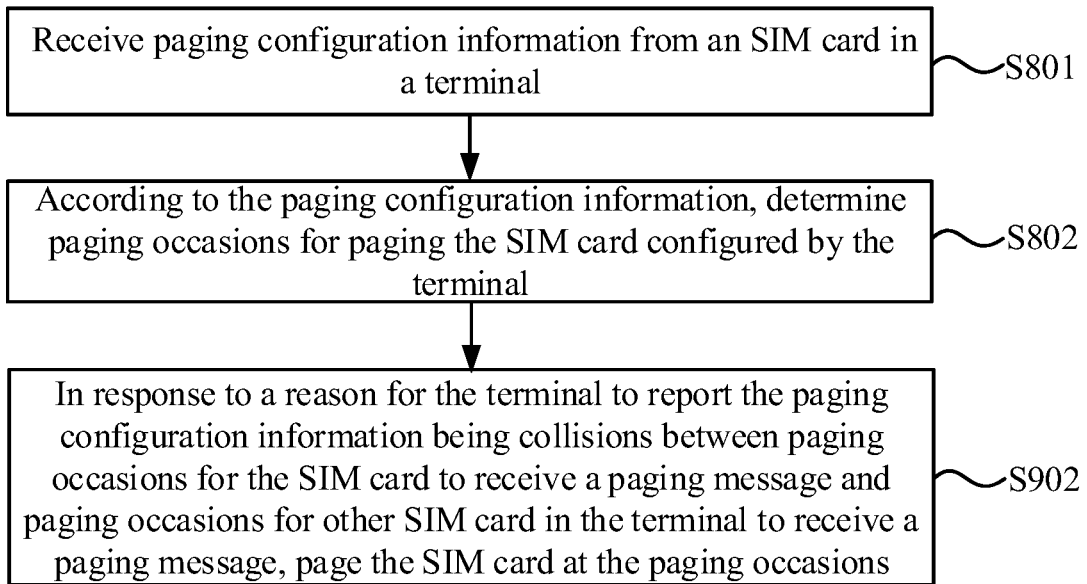 Receive paging configuration information from an SIM card in
a terminal
S801
According to the paging configuration information, determine
paging occasions for paging the SIM card configured by the
terminal
S802
In response to a reason for the terminal to report the paging
configuration information being collisions between paging
occasions for the SIM card to receive a paging message and
paging occasions for other SIM card in the terminal to receive a
paging message, page the SIM card at the paging occasions
S902